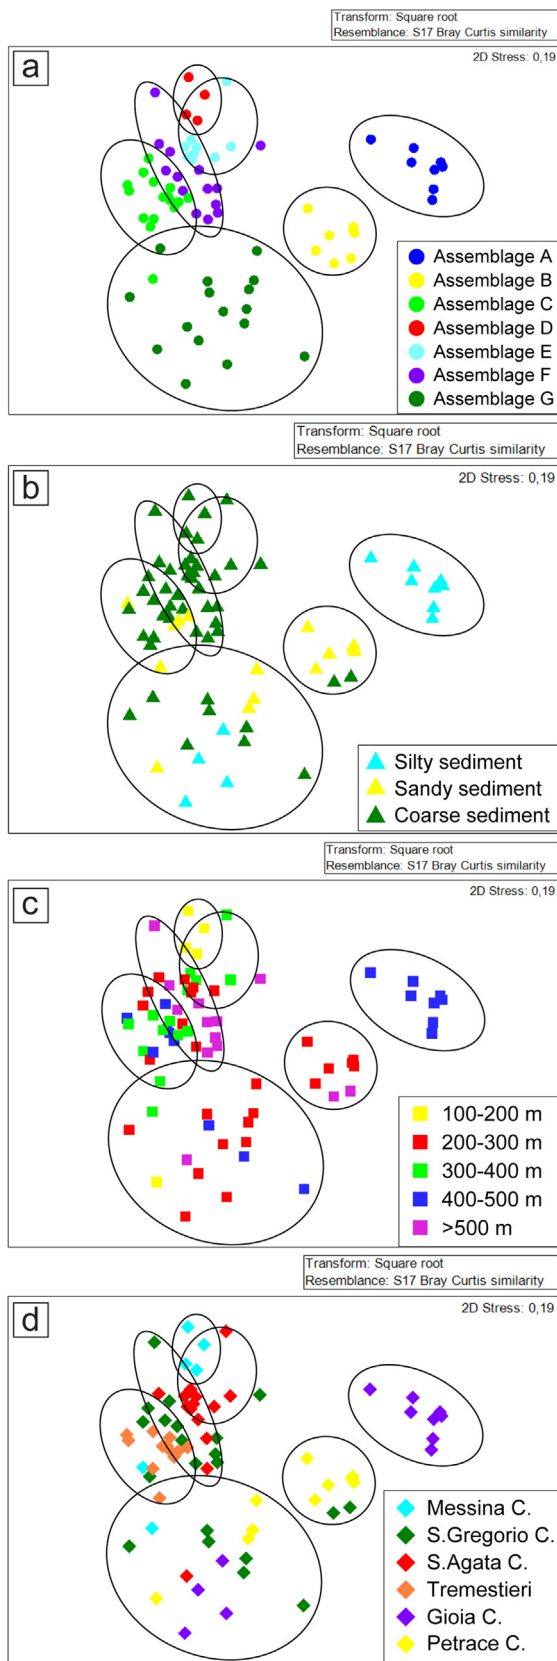 Transform: Square root
Resemblance: S17 Bray Curtis similarity
a
2D Stress: 0,19
Assemblage A
Assemblage B
Assemblage C
Assemblage D
Assemblage E
Assemblage F
Assemblage G
Transform: Square root
Resemblance: S17 Bray Curtis similarity
b
2D Stress: 0,19
Silty sediment
Sandy sediment
Coarse sediment
Transform: Square root
Resemblance: S17 Bray Curtis similarity
c
2D Stress: 0,19
100-200 m
200-300 m
300-400 m
400-500 m
>500 m
Transform: Square root
Resemblance: S17 Bray Curtis similarity
d
2D Stress: 0,19
Messina C.
S.Gregorio C.
S.Agata C.
Tremestieri
Gioia C.
Petrace C.